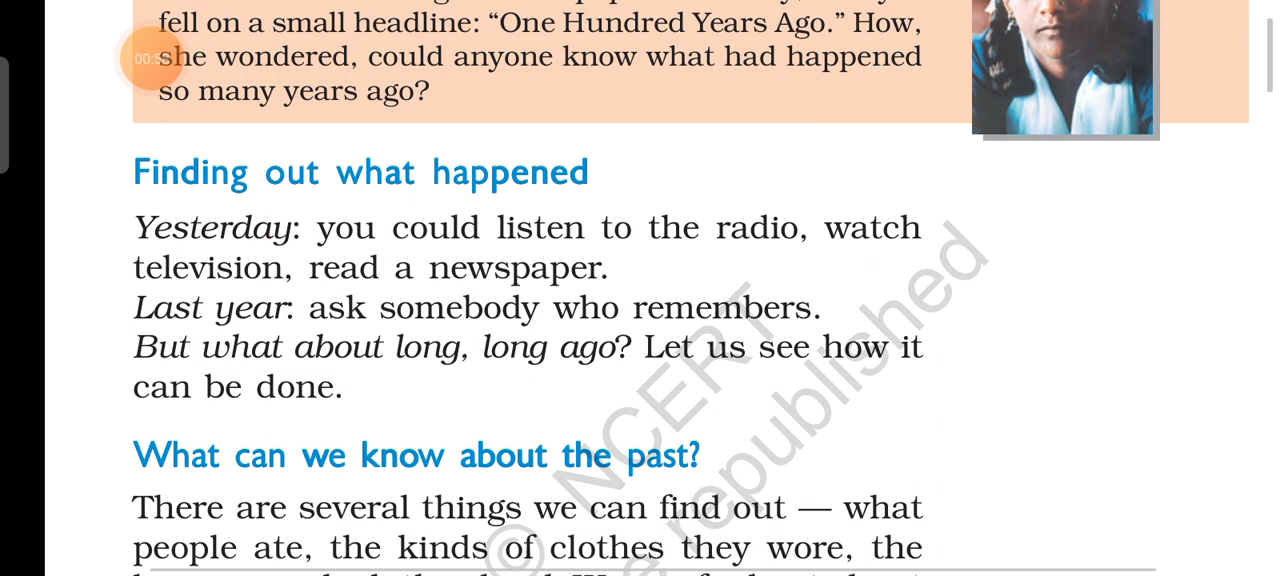 fell on a small headline: “One Hundred Years Ago.” How,
she wondered, could anyone know what had happened
so many years ago?
Finding out what happened
Yesterday: you could listen to the radio, watch
television, read a newspaper.
Last year: ask somebody who remembers.
But what about long, long ago? Let us see how it
can be done.
What can we know about the past?
There are several things we can find out — what
people ate, the kinds of clothes they wore, the
© NCERT
republished